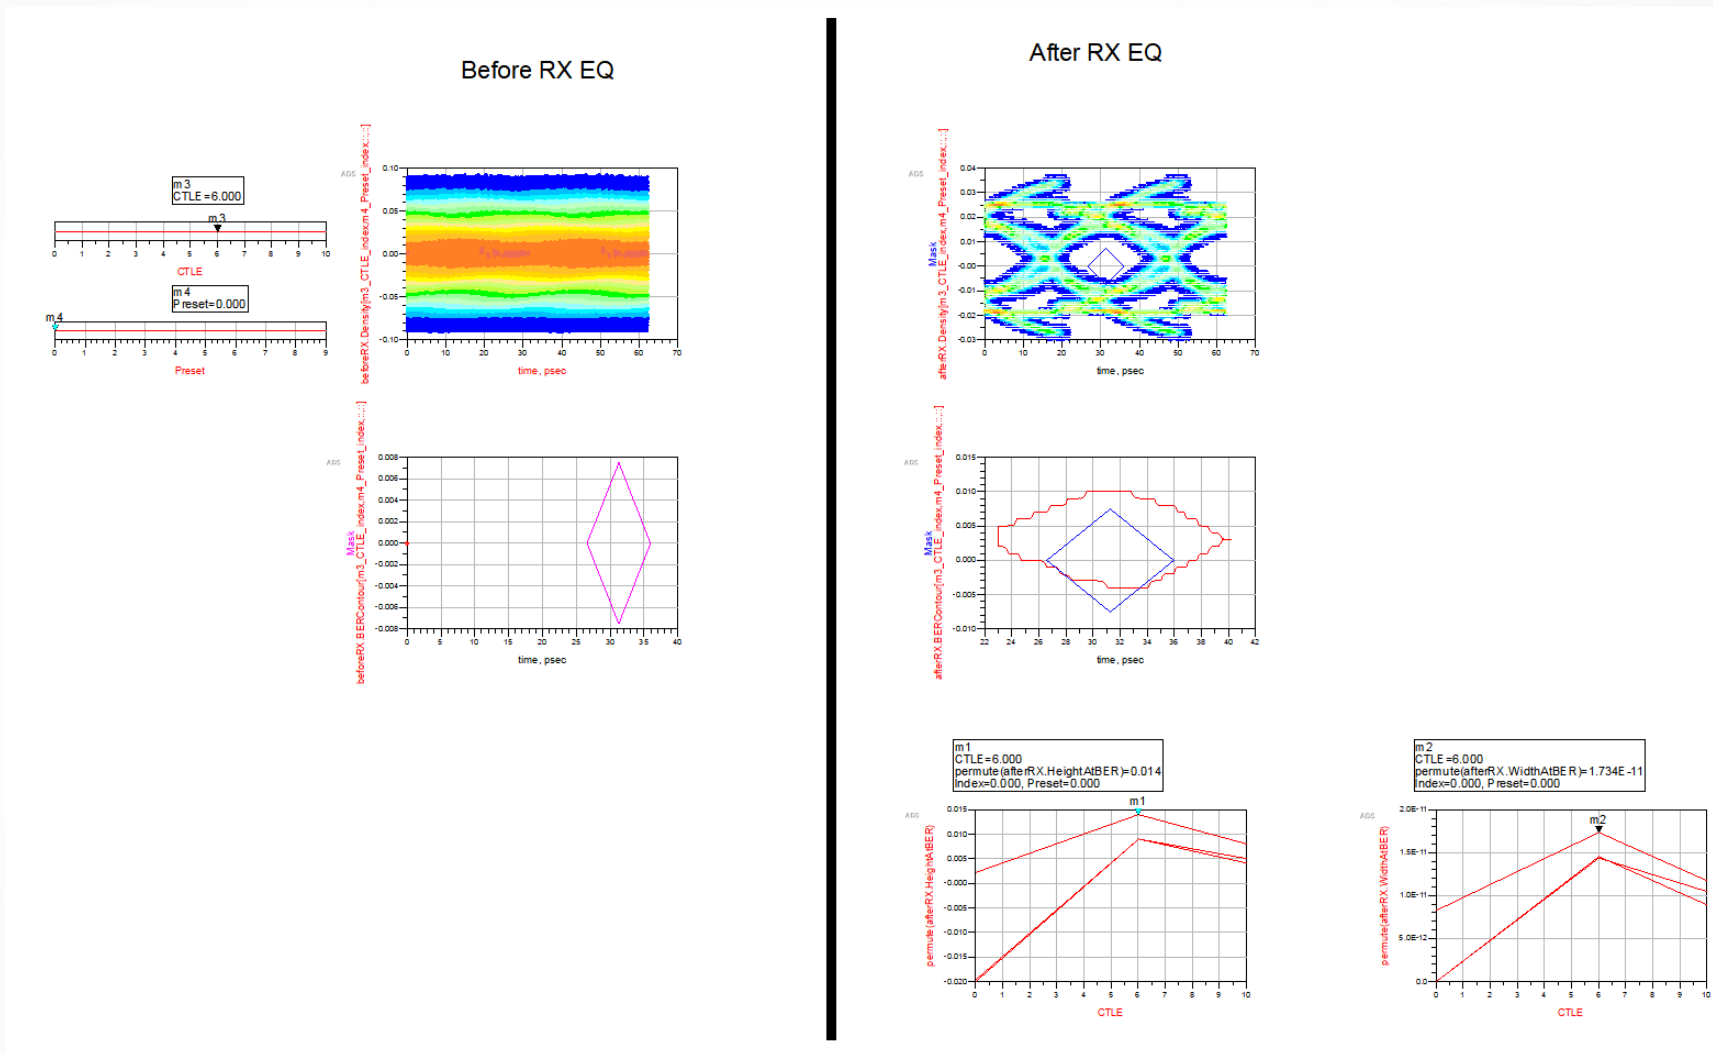 Before RX EQ
After RX EQ
m3
CTLE=6.000
m3
0 1 2 3 4 5 6 7 8 9 10
CTLE
m4
Preset=0.000
m4
0 1 2 3 4 5 6 7 8 9
Preset
ADS
beforeRX.Density[m3_CTLE_index,m4_Preset_index,::,::]
0.10
0.05
0.00
-0.05
-0.10
0 10 20 30 40 50 60 70
time, psec
ADS
Mask
beforeRX.BERContour[m3_CTLE_index,m4_Preset_index,::,::]
0.008
0.006
0.004
0.002
0.000
-0.002
-0.004
-0.006
-0.008
0 5 10 15 20 25 30 35 40
time, psec
ADS
Mask
afterRX.Density[m3_CTLE_index,m4_Preset_index,::,::]
0.04
0.03
0.02
0.01
-0.00
-0.01
-0.02
-0.03
0 10 20 30 40 50 60 70
time, psec
ADS
Mask
afterRX.BERContour[m3_CTLE_index,m4_Preset_index,::,::]
0.015
0.010
0.005
0.000
-0.005
-0.010
22 24 26 28 30 32 34 36 38 40 42
time, psec
m1
CTLE=6.000
permute(afterRX.HeightAtBER)=0.014
Index=0.000, Preset=0.000
m1
ADS
permute(afterRX.HeightAtBER)
0.015
0.010
0.005
-0.000
-0.005
-0.010
-0.015
-0.020
0 1 2 3 4 5 6 7 8 9 10
CTLE
m2
CTLE=6.000
permute(afterRX.WidthAtBER)=1.734E-11
Index=0.000, Preset=0.000
m2
ADS
permute(afterRX.WidthAtBER)
2.0E-11
1.5E-11
1.0E-11
5.0E-12
0.0
0 1 2 3 4 5 6 7 8 9 10
CTLE